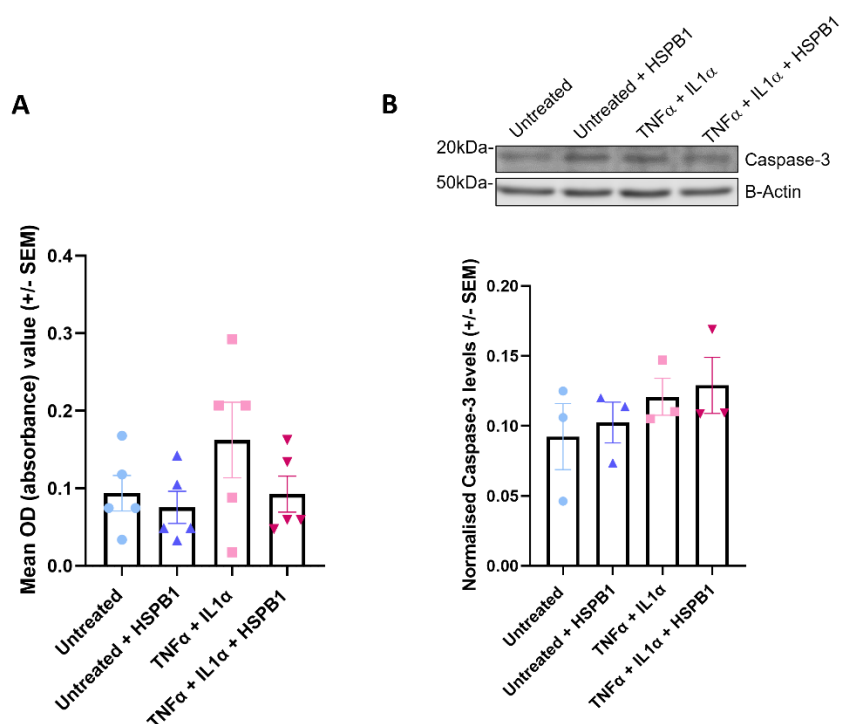 A
Mean OD (absorbance) value (+/- SEM)
0.4
0.3
0.2
0.1
0.0
Untreated
Untreated + HSPB1
TNFα + IL1α
TNFα + IL1α + HSPB1
B
Untreated
Untreated + HSPB1
TNFα + IL1α
TNFα + IL1α + HSPB1
20kDa-
Caspase-3
50kDa-
B-Actin
Normalised Caspase-3 levels (+/- SEM)
0.20
0.15
0.10
0.05
0.00
Untreated
Untreated + HSPB1
TNFα + IL1α
TNFα + IL1α + HSPB1